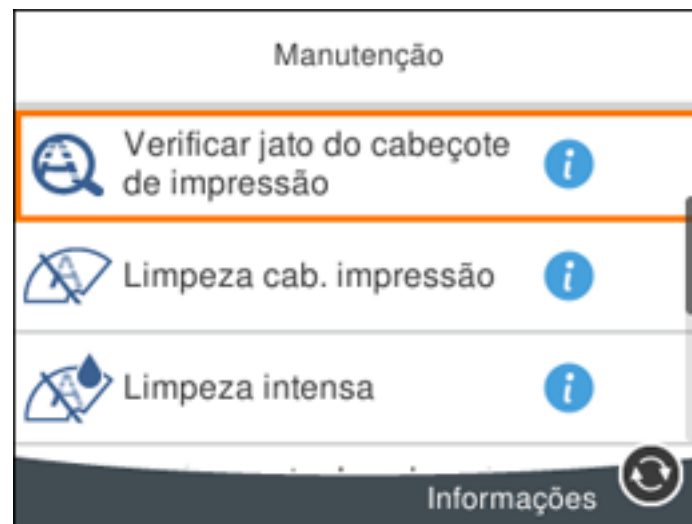 Manutenção
Verificar jato do cabeçote
de impressão
Limpeza cab. impressão
Limpeza intensa
Informações